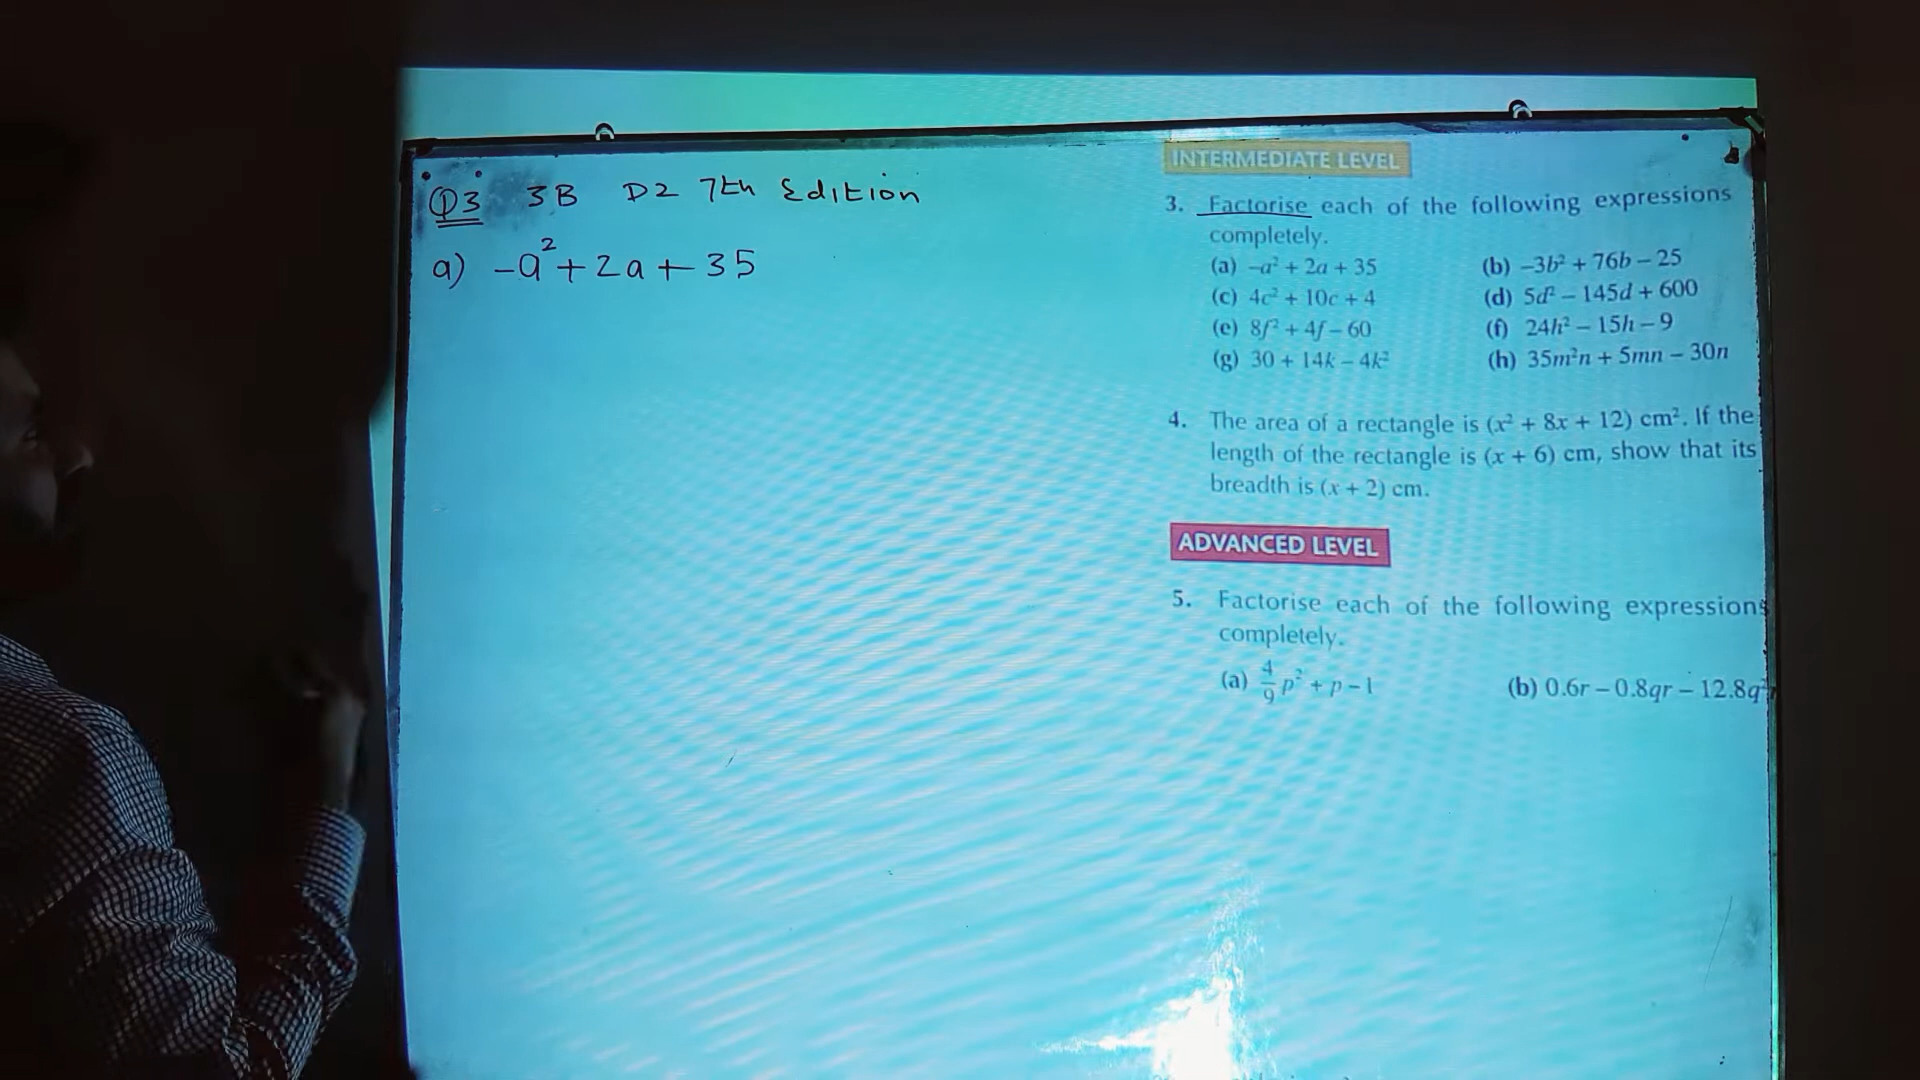 Q3 3B D2 7th Edition
a) -a² + 2a + 35
INTERMEDIATE LEVEL
3. Factorise each of the following expressions
completely.
(a) –a² + 2a + 35 (b) –3b² + 76b – 25
(c) 4c² + 10c + 4 (d) 5d² – 145d + 600
(e) 8f² + 4f – 60 (f) 24h² – 15h – 9
(g) 30 + 14k – 4k² (h) 35m²n + 5mn – 30n
4. The area of a rectangle is (x² + 8x + 12) cm². If the
length of the rectangle is (x + 6) cm, show that its
breadth is (x + 2) cm.
ADVANCED LEVEL
5. Factorise each of the following expressions
completely.
(a) 4/9 p² + p – 1 (b) 0.6r – 0.8qr – 12.8q²r